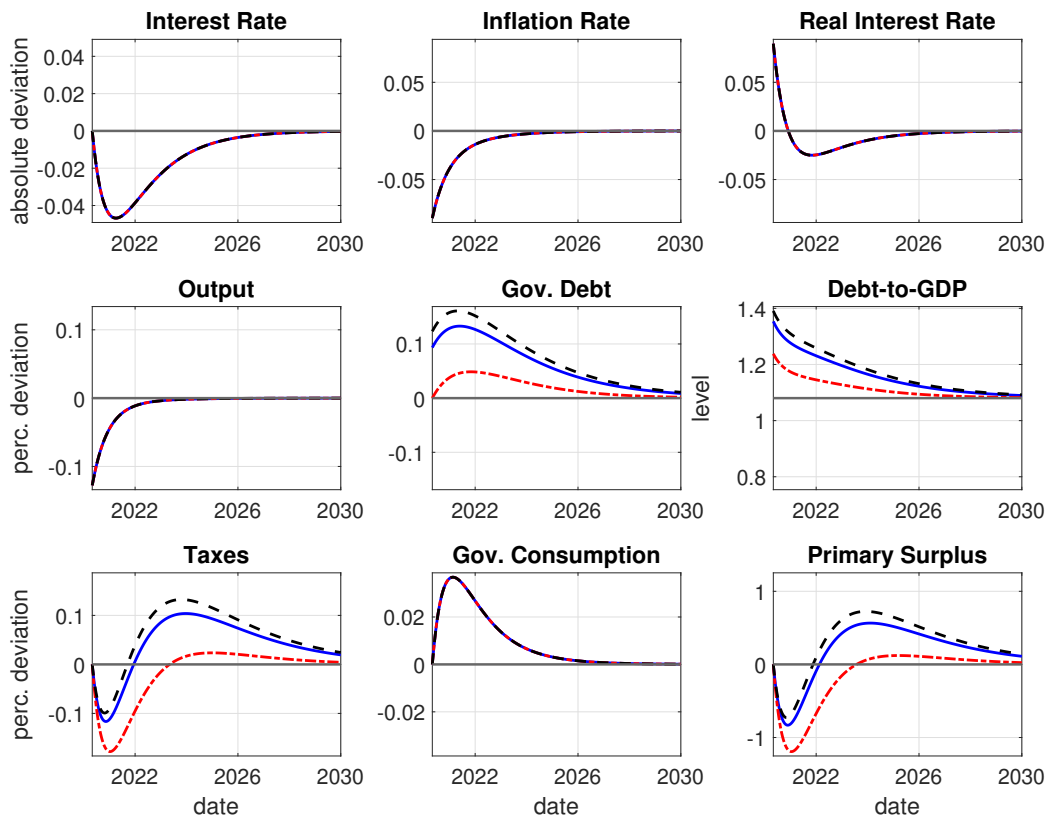 Interest Rate
absolute deviation
0.04
0.02
0
-0.02
-0.04
2022 2026 2030
Inflation Rate
0.05
0
-0.05
2022 2026 2030
Real Interest Rate
0.05
0
-0.05
2022 2026 2030
Output
perc. deviation
0.1
0
-0.1
2022 2026 2030
Gov. Debt
0.1
0
-0.1
2022 2026 2030
Debt-to-GDP
level
1.4
1.2
1
0.8
2022 2026 2030
Taxes
perc. deviation
0.1
0
-0.1
2022 2026 2030
date
Gov. Consumption
0.02
0
-0.02
2022 2026 2030
date
Primary Surplus
1
0
-1
2022 2026 2030
date